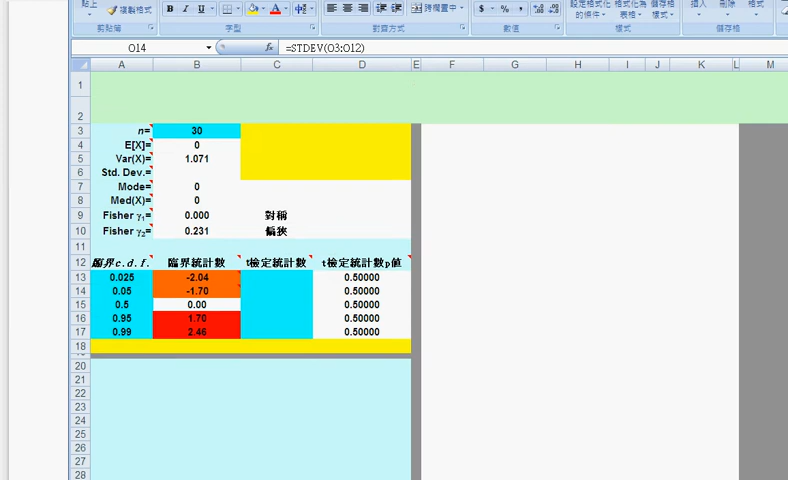 貼上 複製格式 B I U A 中 跨欄置中 $ % , 設定格式化的條件 格式化為表格 儲存格樣式 插入 刪除 格式
剪貼簿 字型 對齊方式 數值 樣式 儲存格
O14 fx =STDEV(O3:O12)
A B C D E F G H I J K L M
1
2
3 n= 30
4 E[X]= 0
5 Var(X)= 1.071
6 Std. Dev.=
7 Mode= 0
8 Med(X)= 0
9 Fisher γ1= 0.000 對稱
10 Fisher γ2= 0.231 偏狹
11
12 臨界c.d.f. 臨界統計數 t檢定統計數 t檢定統計數p值
13 0.025 -2.04 0.50000
14 0.05 -1.70 0.50000
15 0.5 0.00 0.50000
16 0.95 1.70 0.50000
17 0.99 2.46 0.50000
18
20
21
22
23
24
25
26
27
28